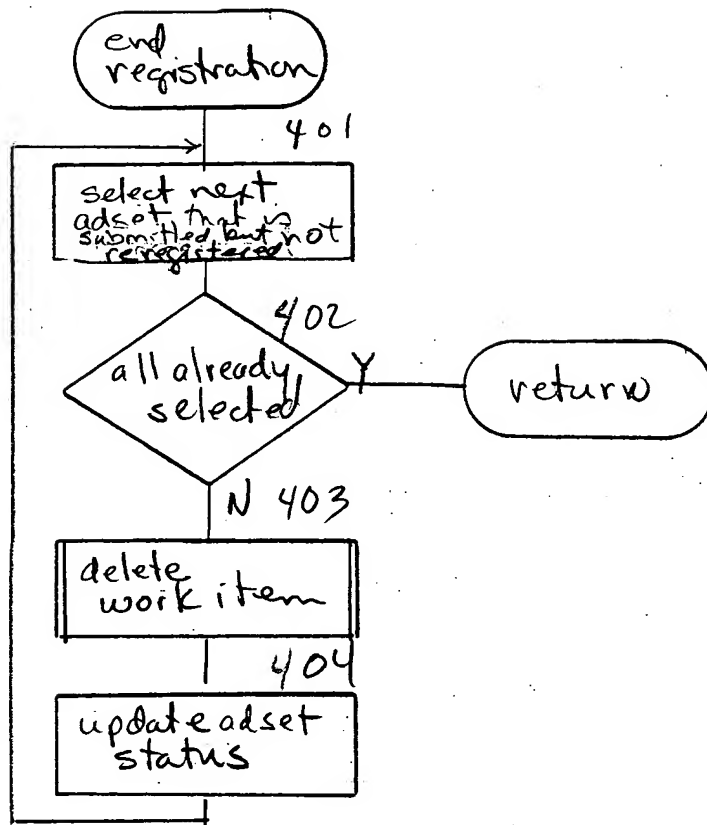 end
registration
401
select next
adset that is
submitted but not
reregistered
402
all already
selected
Y
return
N 403
delete
work item
404
update adset
status